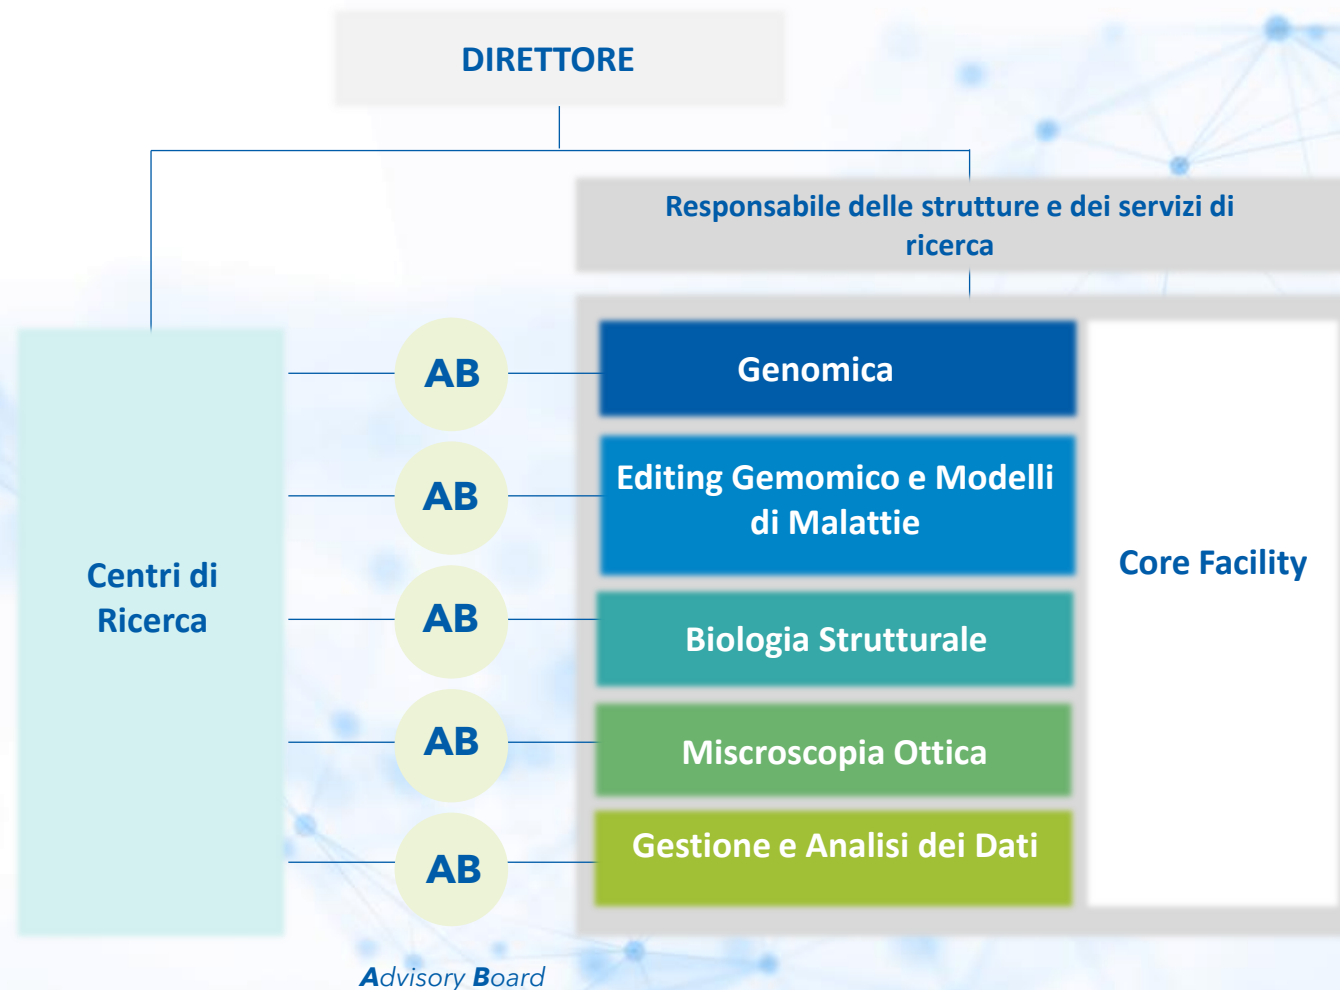 DIRETTORE
Responsabile delle strutture e dei servizi di
ricerca
Centri di
Ricerca
AB
Genomica
AB
Editing Gemomico e Modelli
di Malattie
AB
Biologia Strutturale
AB
Miscroscopia Ottica
AB
Gestione e Analisi dei Dati
Core Facility
Advisory Board